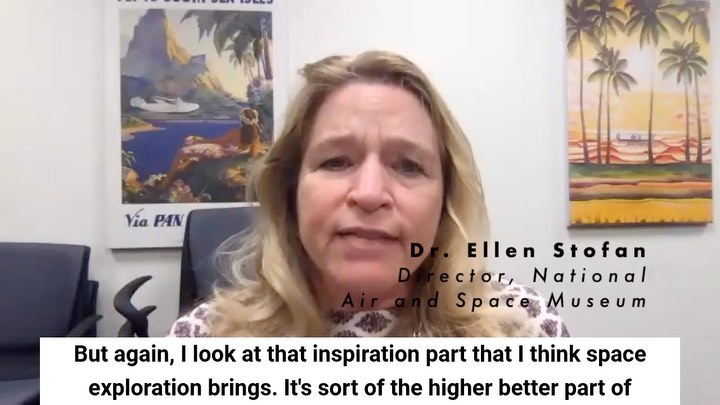 Via PAN
Dr. Ellen Stofan
Director, National
Air and Space Museum
But again, I look at that inspiration part that I think space
exploration brings. It's sort of the higher better part of